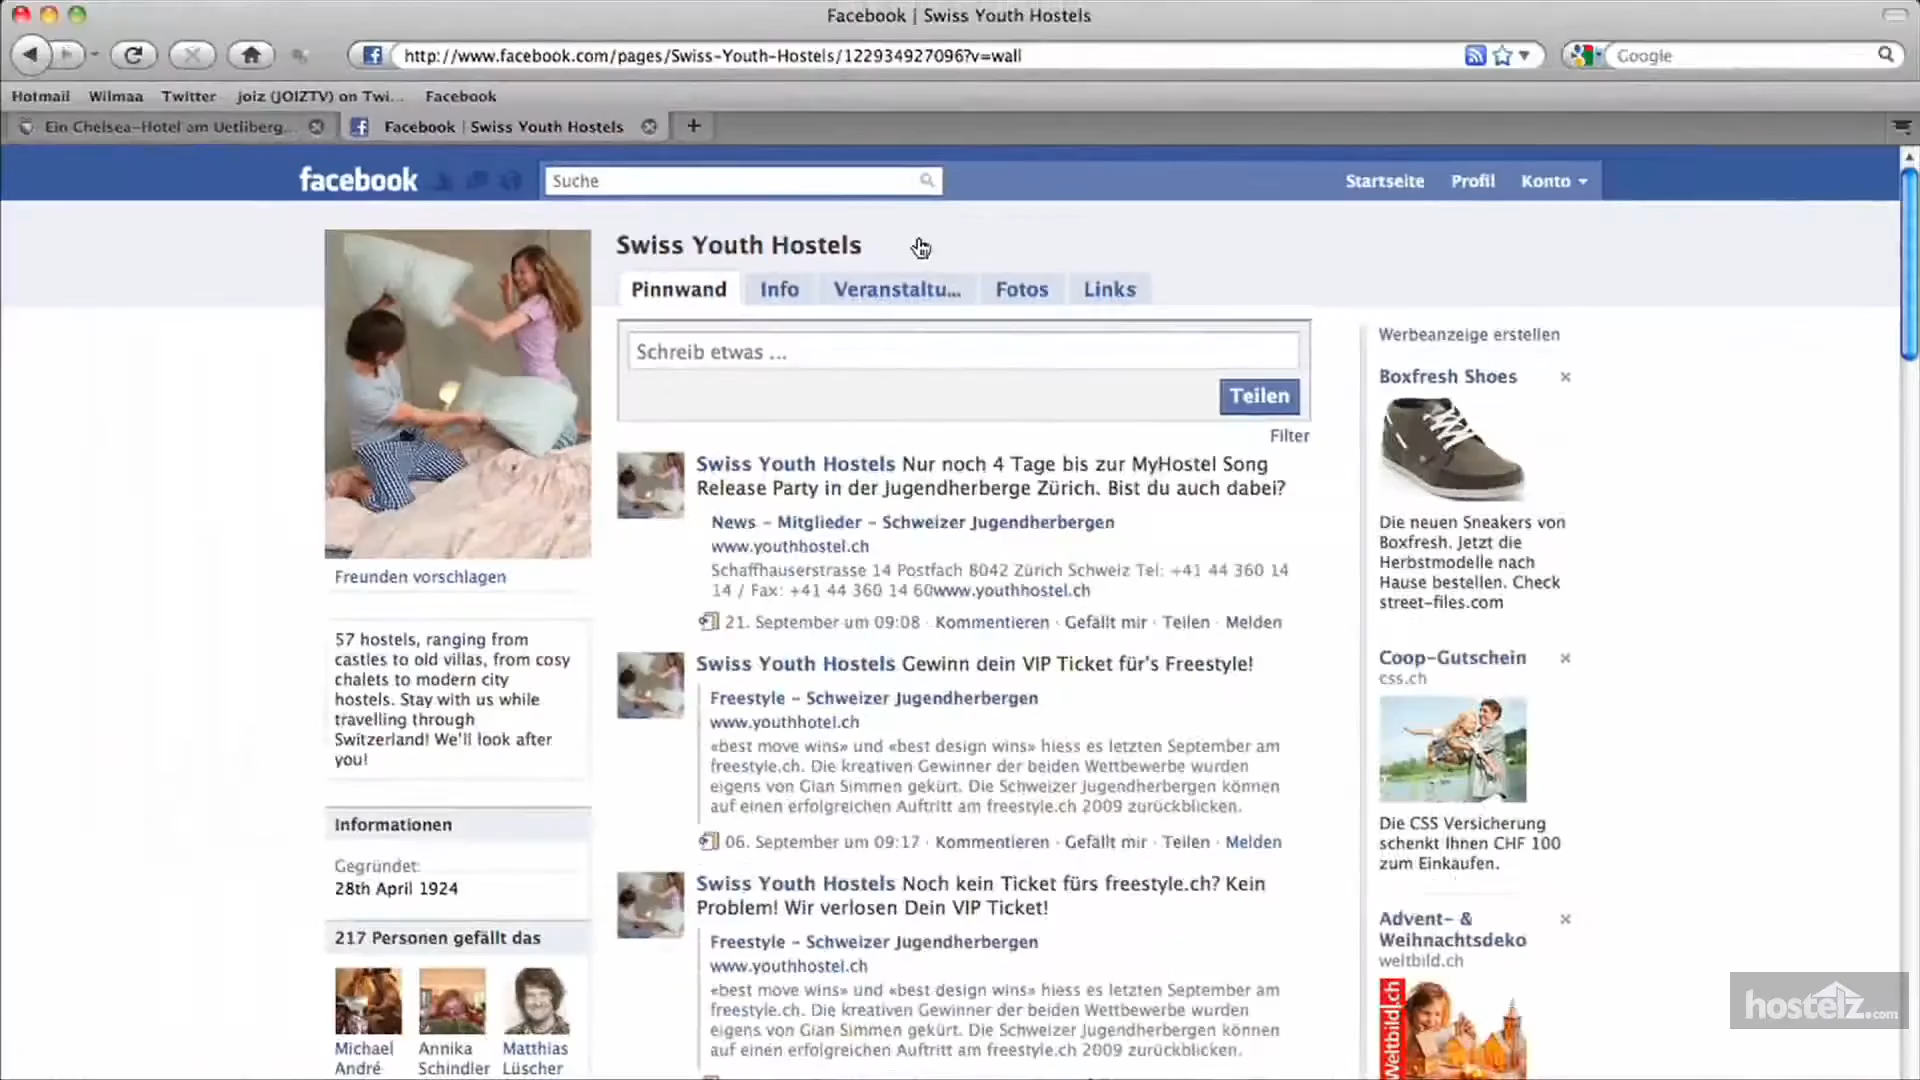 Facebook | Swiss Youth Hostels
http://www.facebook.com/pages/Swiss-Youth-Hostels/122934927096?v=wall
Google
Hotmail Wilmaa Twitter joiz (JOIZTV) on Twi... Facebook
Ein Chelsea-Hotel am Uetliberg...
Facebook | Swiss Youth Hostels
facebook
Suche
Startseite Profil Konto
Swiss Youth Hostels
Pinnwand Info Veranstaltu... Fotos Links
Schreib etwas ...
Teilen
Filter
Swiss Youth Hostels Nur noch 4 Tage bis zur MyHostel Song
Release Party in der Jugendherberge Zürich. Bist du auch dabei?
News - Mitglieder - Schweizer Jugendherbergen
www.youthhostel.ch
Schaffhauserstrasse 14 Postfach 8042 Zürich Schweiz Tel: +41 44 360 14
14 / Fax: +41 44 360 14 60www.youthhostel.ch
21. September um 09:08 · Kommentieren · Gefällt mir · Teilen · Melden
Swiss Youth Hostels Gewinn dein VIP Ticket für's Freestyle!
Freestyle - Schweizer Jugendherbergen
www.youthhotel.ch
«best move wins» und «best design wins» hiess es letzten September am
freestyle.ch. Die kreativen Gewinner der beiden Wettbewerbe wurden
eigens von Gian Simmen gekürt. Die Schweizer Jugendherbergen können
auf einen erfolgreichen Auftritt am freestyle.ch 2009 zurückblicken.
06. September um 09:17 · Kommentieren · Gefällt mir · Teilen · Melden
Swiss Youth Hostels Noch kein Ticket fürs freestyle.ch? Kein
Problem! Wir verlosen Dein VIP Ticket!
Freestyle - Schweizer Jugendherbergen
www.youthhostel.ch
«best move wins» und «best design wins» hiess es letzten September am
freestyle.ch. Die kreativen Gewinner der beiden Wettbewerbe wurden
eigens von Gian Simmen gekürt. Die Schweizer Jugendherbergen können
auf einen erfolgreichen Auftritt am freestyle.ch 2009 zurückblicken.
Freunden vorschlagen
57 hostels, ranging from
castles to old villas, from cosy
chalets to modern city
hostels. Stay with us while
travelling through
Switzerland! We'll look after
you!
Informationen
Gegründet:
28th April 1924
217 Personen gefällt das
Michael
André
Annika
Schindler
Matthias
Lüscher
Werbeanzeige erstellen
Boxfresh Shoes
Die neuen Sneakers von
Boxfresh. Jetzt die
Herbstmodelle nach
Hause bestellen. Check
street-files.com
Coop-Gutschein
css.ch
Die CSS Versicherung
schenkt Ihnen CHF 100
zum Einkaufen.
Advent- &
Weihnachtsdeko
weltbild.ch
Weltbild.ch
hostelz.com